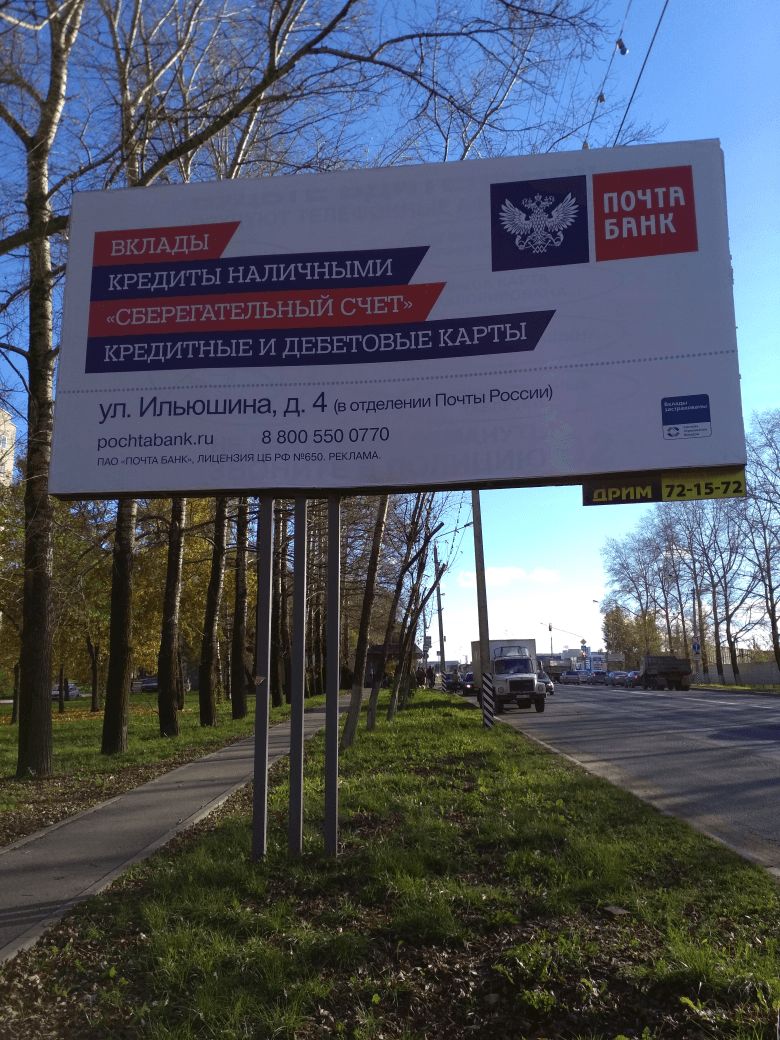 ПОЧТА
БАНК
ВКЛАДЫ
КРЕДИТЫ НАЛИЧНЫМИ
«СБЕРЕГАТЕЛЬНЫЙ СЧЕТ»
КРЕДИТНЫЕ И ДЕБЕТОВЫЕ КАРТЫ
ул. Ильюшина, д. 4 (в отделении Почты России)
pochtabank.ru 8 800 550 0770
ПАО «ПОЧТА БАНК», ЛИЦЕНЗИЯ ЦБ РФ №650. РЕКЛАМА.
Вклады
застрахованы
ДРИМ 72-15-72